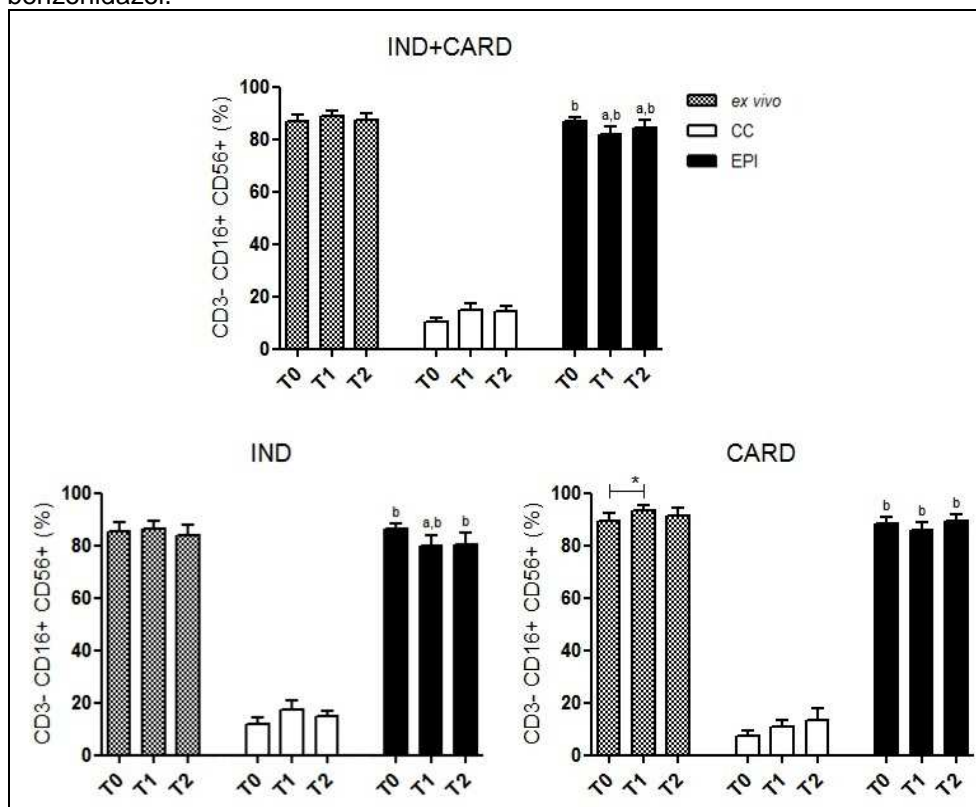 benzonidazol.
IND+CARD
CD3- CD16+ CD56+ (%)
100
80
60
40
20
0
b
a,b
a,b
ex vivo
CC
EPI
T0 T1 T2 T0 T1 T2 T0 T1 T2
IND
CD3- CD16+ CD56+ (%)
100
80
60
40
20
0
b
a,b
b
T0 T1 T2 T0 T1 T2 T0 T1 T2
CARD
CD3- CD16+ CD56+ (%)
100
80
60
40
20
0
*
b
b
b
T0 T1 T2 T0 T1 T2 T0 T1 T2